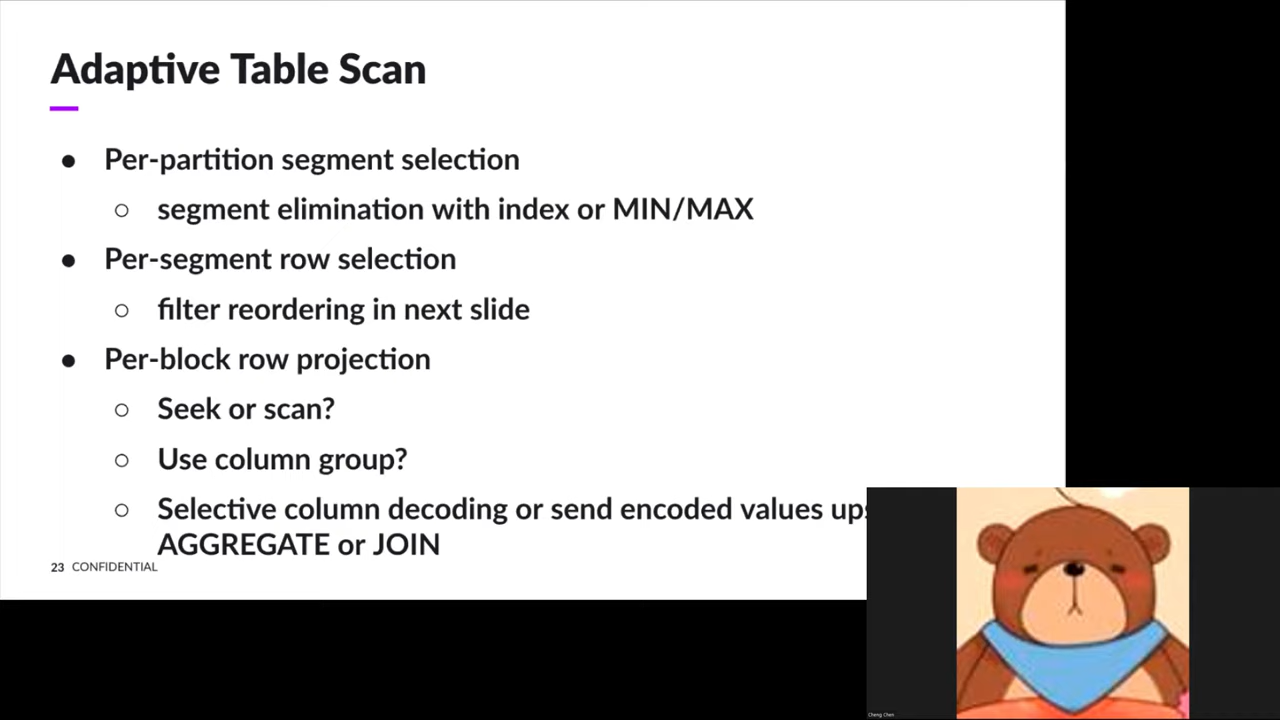 Adaptive Table Scan
● Per-partition segment selection
○ segment elimination with index or MIN/MAX
● Per-segment row selection
○ filter reordering in next slide
● Per-block row projection
○ Seek or scan?
○ Use column group?
○ Selective column decoding or send encoded values
AGGREGATE or JOIN
23 CONFIDENTIAL
Cheng Chen